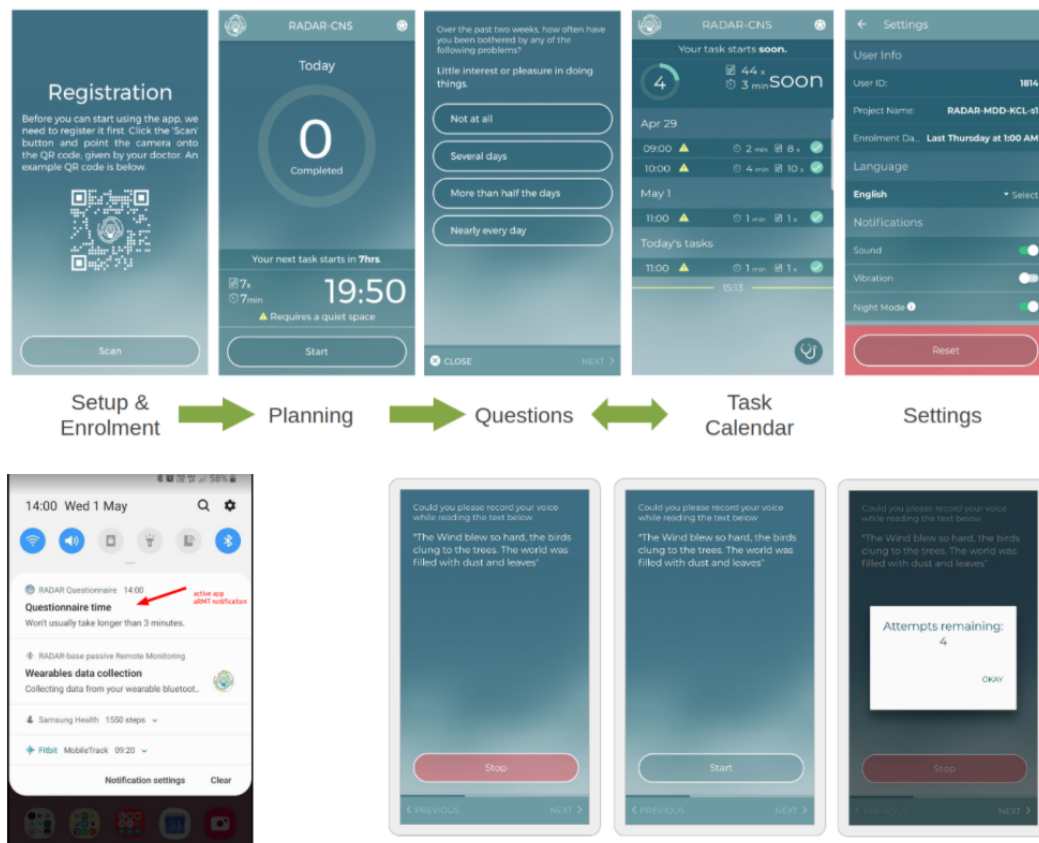 Registration
Before you can start using the app, we
need to register it first. Click the 'Scan'
button and point the camera onto
the QR code, given by your doctor. An
example QR code is below.
Scan
RADAR-CNS
Today
0
Completed
Your next task starts in 7hrs.
7x
7min
19:50
Requires a quiet space
Start
Over the past two weeks, how often have
you been bothered by any of the
following problems?
Little interest or pleasure in doing
things.
Not at all
Several days
More than half the days
Nearly every day
CLOSE
NEXT >
RADAR-CNS
Your task starts soon.
4
44 x
3 min
SOON
Apr 29
09:00 2 min 8 x
10:00 4 min 10 x
May 1
11:00 1 min 1 x
Today's tasks
11:00 1 min 1 x
15:13
← Settings
User Info
User ID: 1814
Project Name: RADAR-MDD-KCL-s1
Enrolment Da.. Last Thursday at 1:00 AM
Language
English Select
Notifications
Sound
Vibration
Night Mode
Reset
Setup &
Enrolment
Planning
Questions
Task
Calendar
Settings
58%
14:00 Wed 1 May
RADAR Questionnaire 14:00
Questionnaire time
Won't usually take longer than 3 minutes.
active app
aRMT notificaiton
RADAR-base passive Remote Monitoring
Wearables data collection
Collecting data from your wearable bluetoot..
Samsung Health 1550 steps
Fitbit MobileTrack 09:20
Notification settings Clear
31
Could you please record your voice
while reading the text below
"The Wind blew so hard, the birds
clung to the trees. The world was
filled with dust and leaves"
Stop
< PREVIOUS NEXT >
Could you please record your voice
while reading the text below
"The Wind blew so hard, the birds
clung to the trees. The world was
filled with dust and leaves"
Start
< PREVIOUS NEXT >
Could you please record your voice
while reading the text below
"The Wind blew so hard, the birds
clung to the trees. The world was
filled with dust and leaves"
Attempts remaining:
4
OKAY
Stop
< PREVIOUS NEXT >